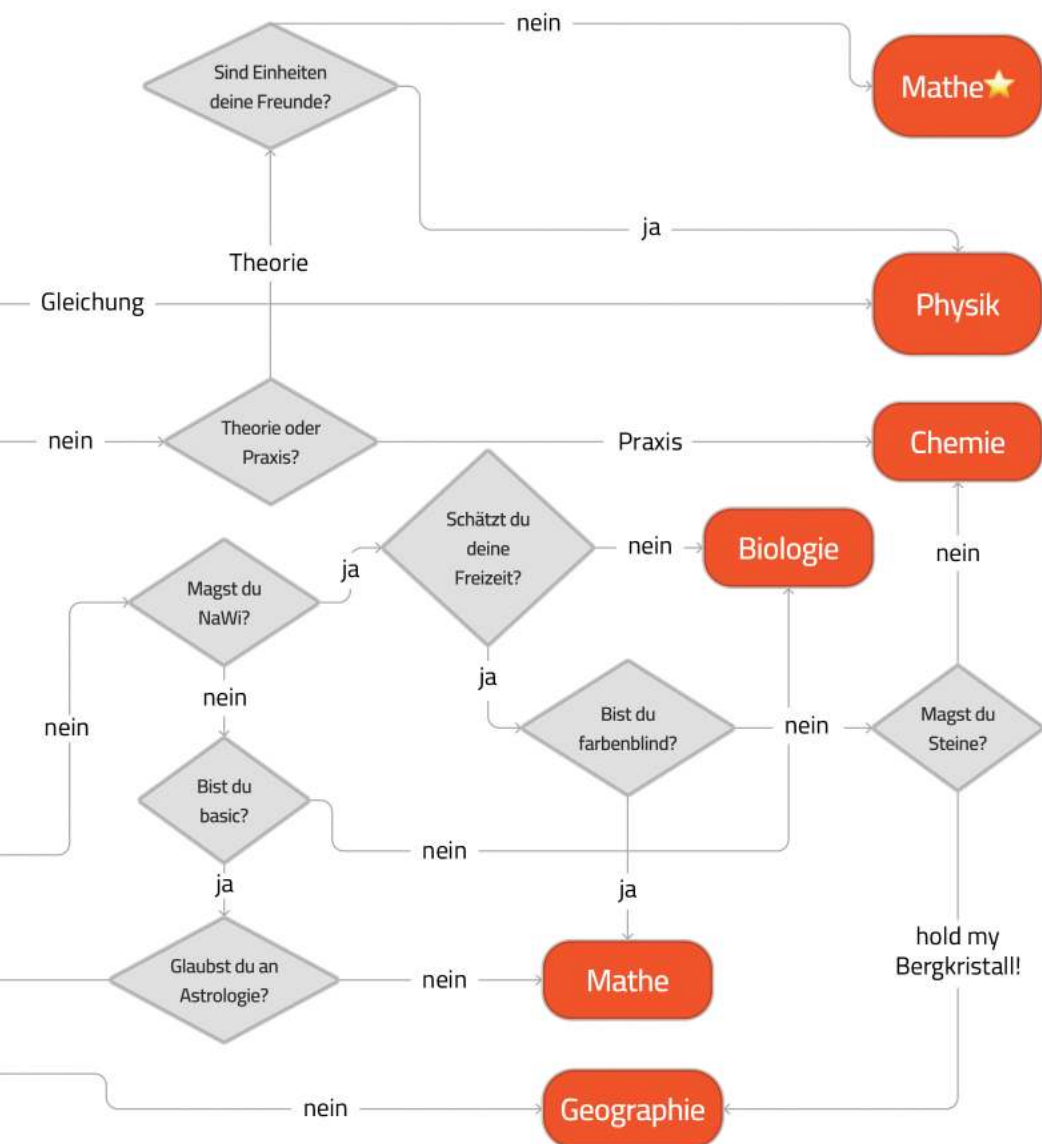 nein
Sind Einheiten
deine Freunde?
Mathe⭐
ja
Theorie
Gleichung
Physik
nein
Theorie oder
Praxis?
Praxis
Chemie
Schätzt du
deine
Freizeit?
nein
Biologie
nein
ja
Magst du
NaWi?
ja
nein
nein
Bist du
farbenblind?
nein
Magst du
Steine?
Bist du
basic?
nein
ja
ja
hold my
Bergkristall!
Glaubst du an
Astrologie?
nein
Mathe
nein
Geographie